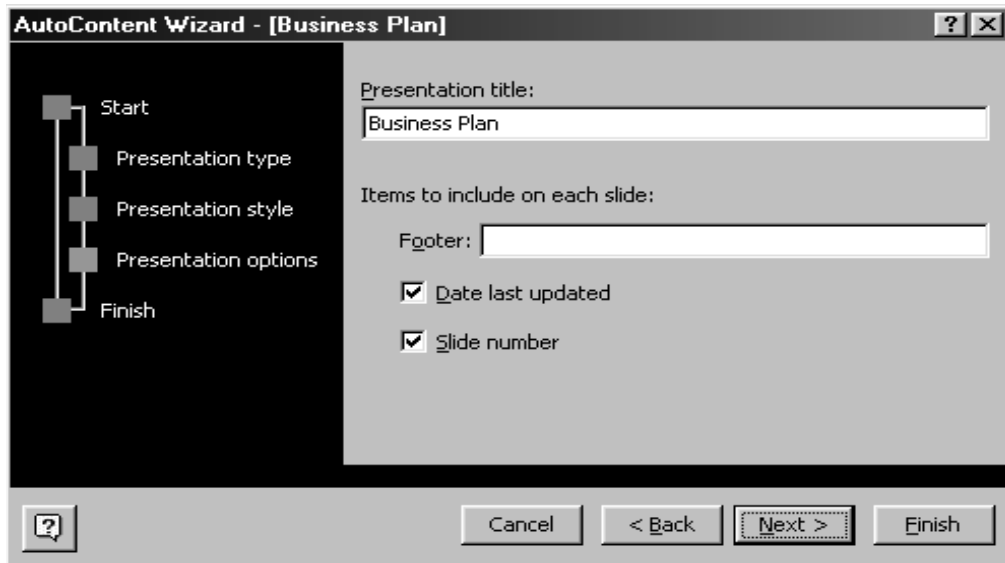 AutoContent Wizard - [Business Plan]
Start
Presentation type
Presentation style
Presentation options
Finish
Presentation title:
Business Plan
Items to include on each slide:
Footer:
Date last updated
Slide number
Cancel
< Back
Next >
Finish